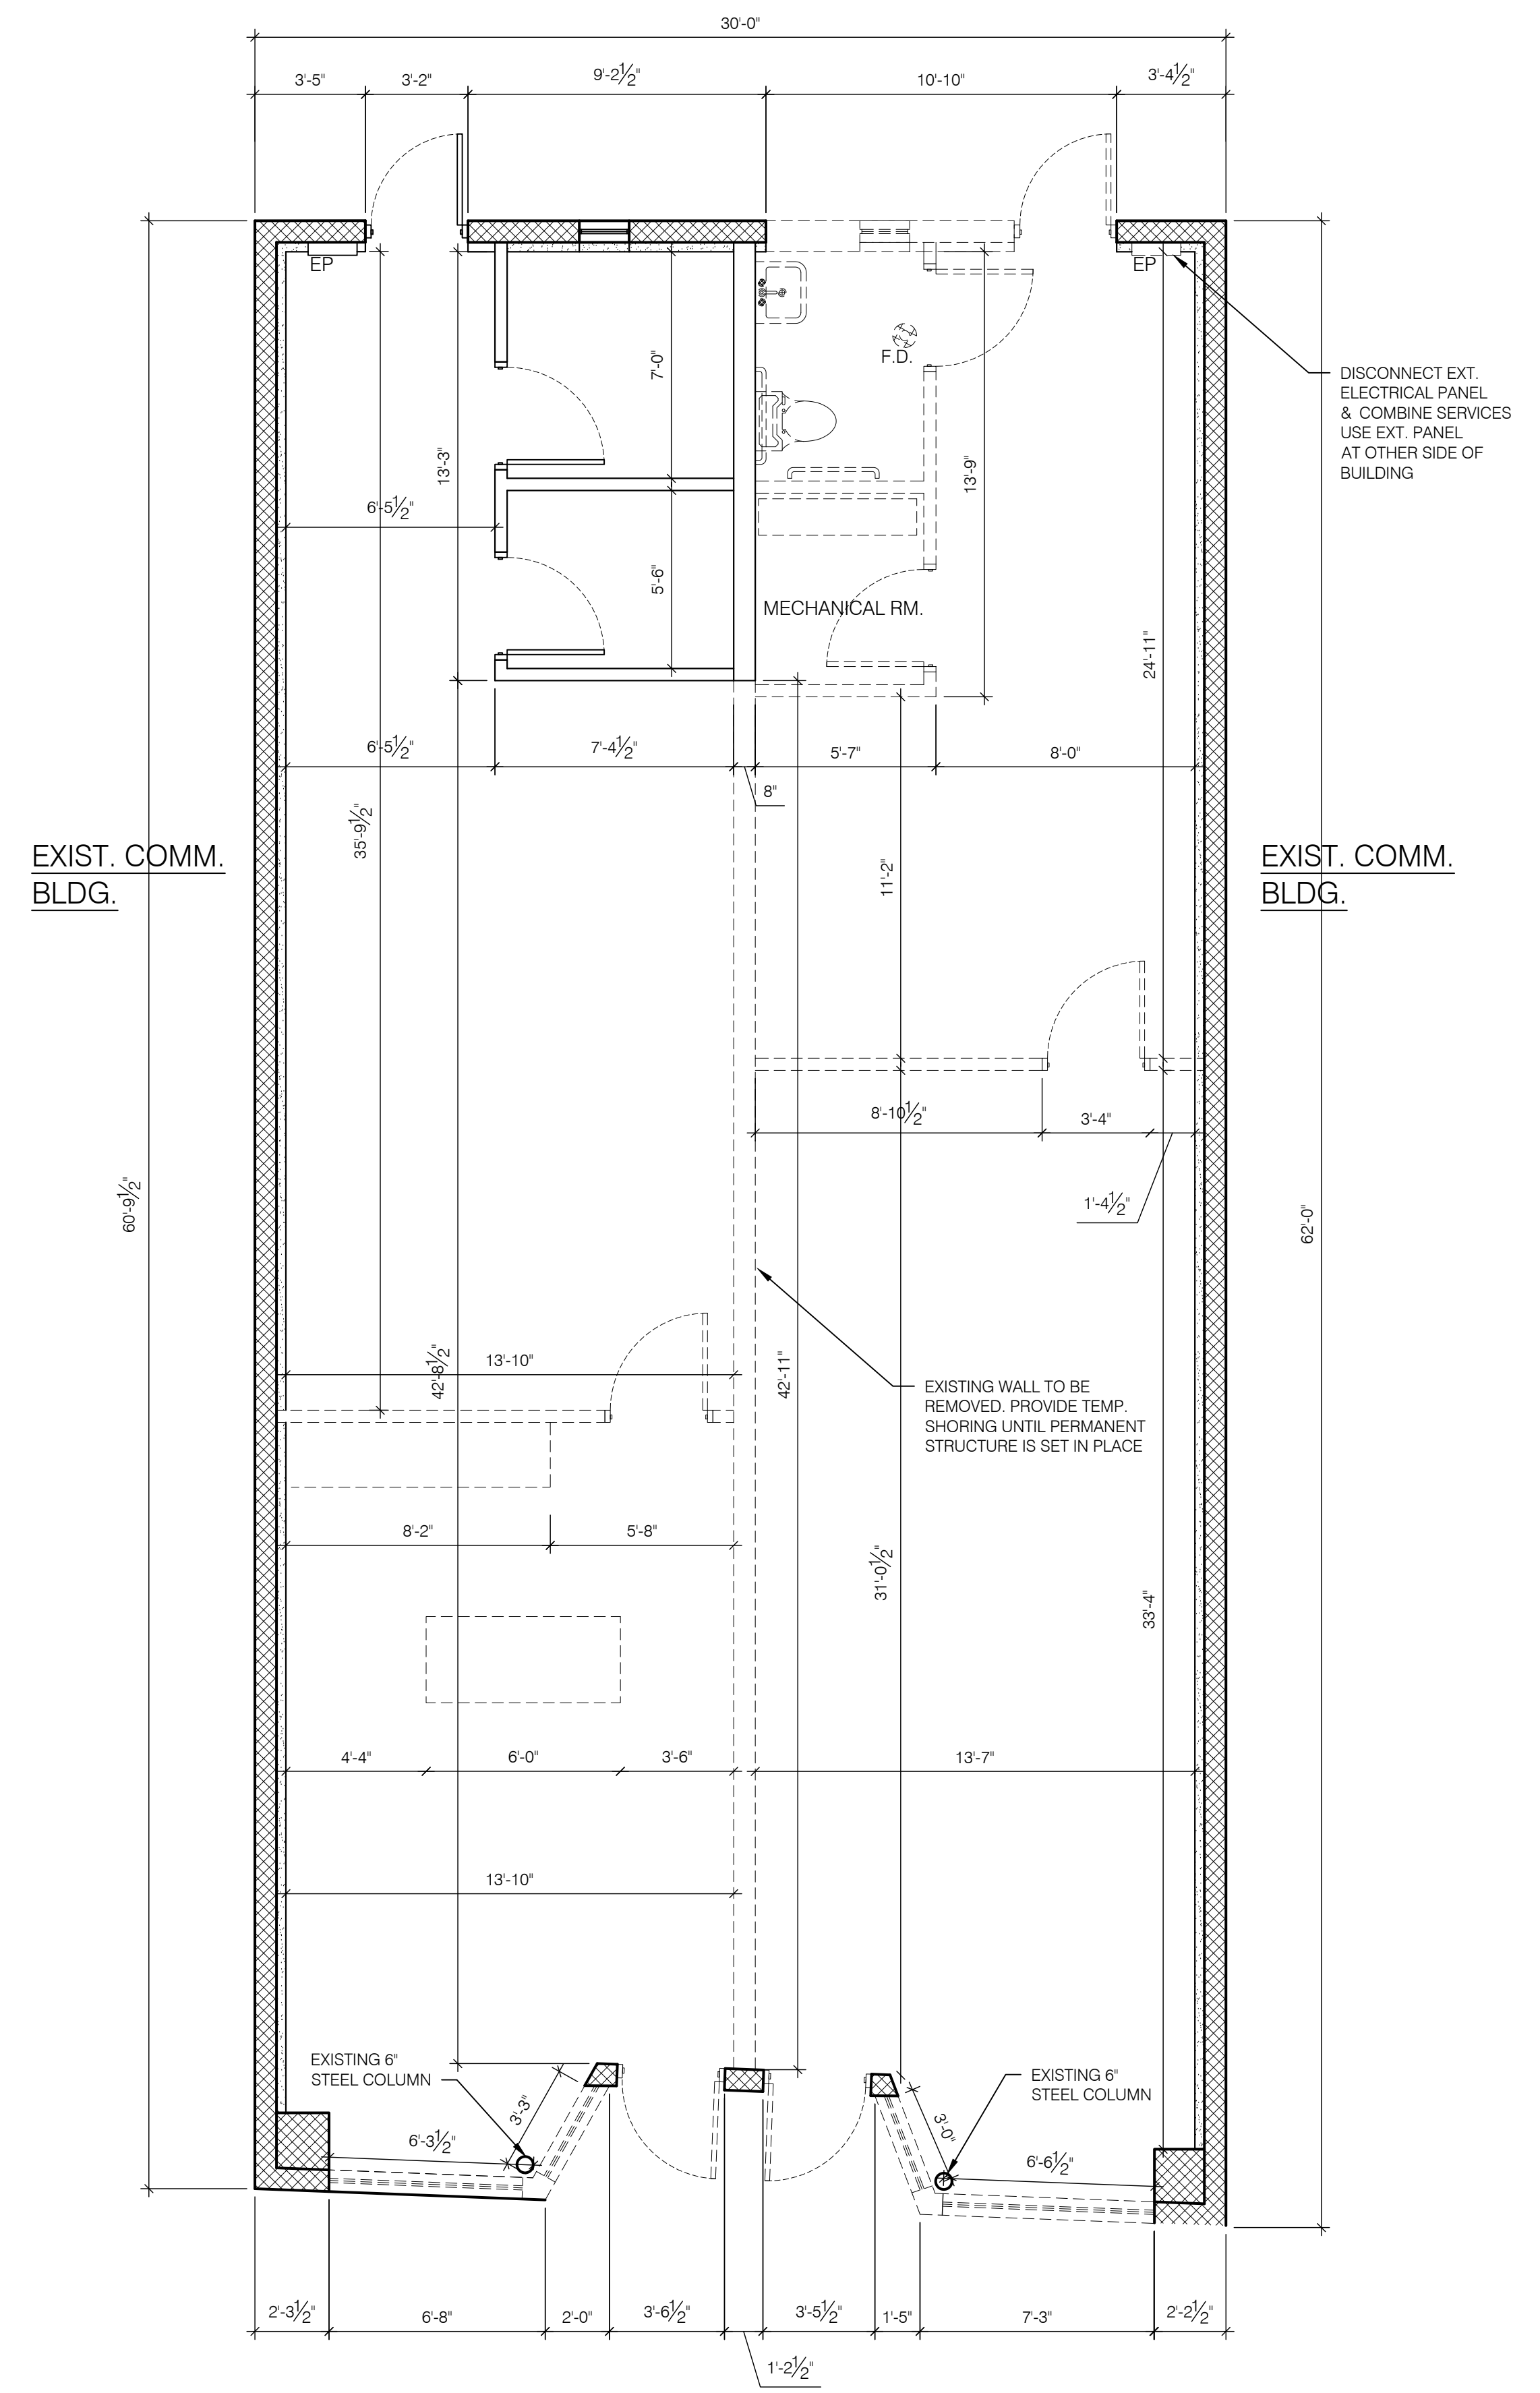 30'-0"
3'-5"
3'-2"
9'-2½"
10'-10"
3'-4½"
EP
EP
F.D.
7'-0"
DISCONNECT EXT.
ELECTRICAL PANEL
& COMBINE SERVICES
USE EXT. PANEL
AT OTHER SIDE OF
BUILDING
13'-3"
13'-9"
6'-5½"
5'-6"
MECHANICAL RM.
24'-11"
6'-5½"
7'-4½"
5'-7"
8'-0"
8"
35'-9½"
EXIST. COMM.
BLDG.
EXIST. COMM.
BLDG.
11'-2"
8'-10½"
3'-4"
1'-4½"
60'-9½"
62'-0"
13'-10"
42'-8½"
42'-11"
EXISTING WALL TO BE
REMOVED. PROVIDE TEMP.
SHORING UNTIL PERMANENT
STRUCTURE IS SET IN PLACE
8'-2"
5'-8"
31'-0½"
33'-4"
4'-4"
6'-0"
3'-6"
13'-7"
13'-10"
EXISTING 6"
STEEL COLUMN
EXISTING 6"
STEEL COLUMN
3'-3"
3'-0"
6'-3½"
6'-6½"
2'-3½"
6'-8"
2'-0"
3'-6½"
3'-5½"
1'-5"
7'-3"
2'-2½"
1'-2½"